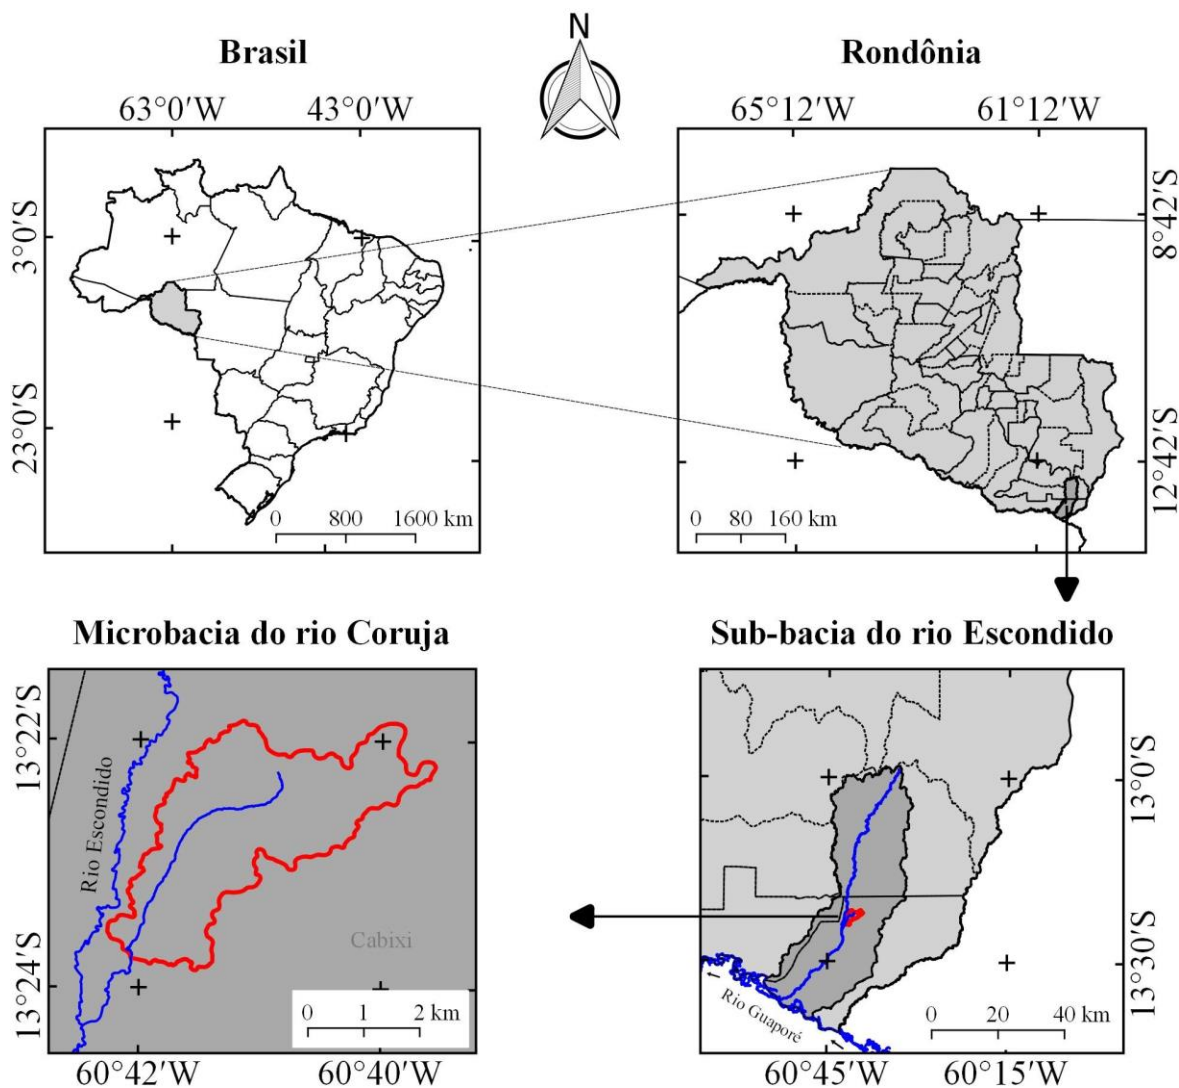 N
Brasil
63°0'W 43°0'W
3°0'S
23°0'S
0 800 1600 km
Rondônia
65°12'W 61°12'W
8°42'S
12°42'S
0 80 160 km
Microbacia do rio Coruja
13°22'S
13°24'S
Rio Escondido
Cabixi
0 1 2 km
60°42'W 60°40'W
Sub-bacia do rio Escondido
13°0'S
13°30'S
Rio Guaporé
0 20 40 km
60°45'W 60°15'W